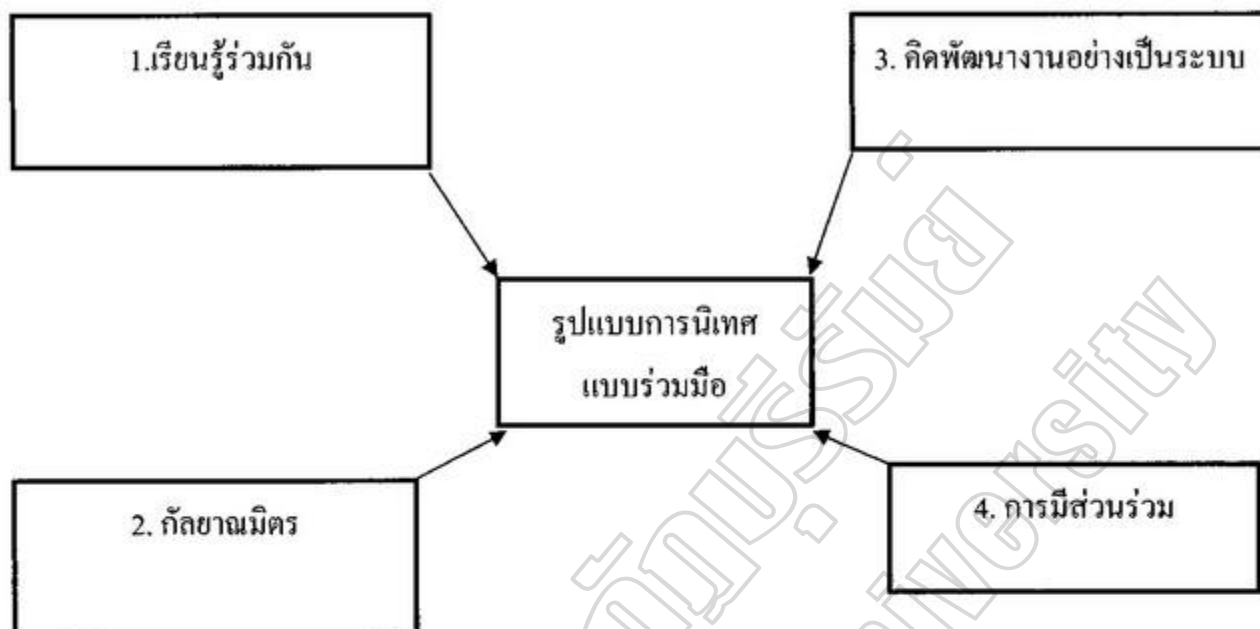 1.เรียนรู้ร่วมกัน
3. คิดพัฒนางานอย่างเป็นระบบ
รูปแบบการนิเทศ
แบบร่วมมือ
2. กัลยาณมิตร
4. การมีส่วนร่วม